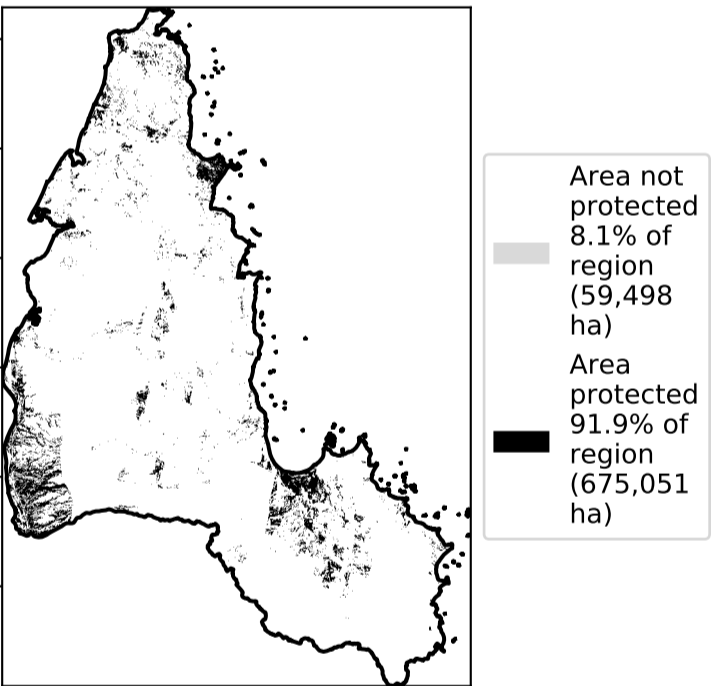 Area not
protected
8.1% of
region
(59,498
ha)
Area
protected
91.9% of
region
(675,051
ha)